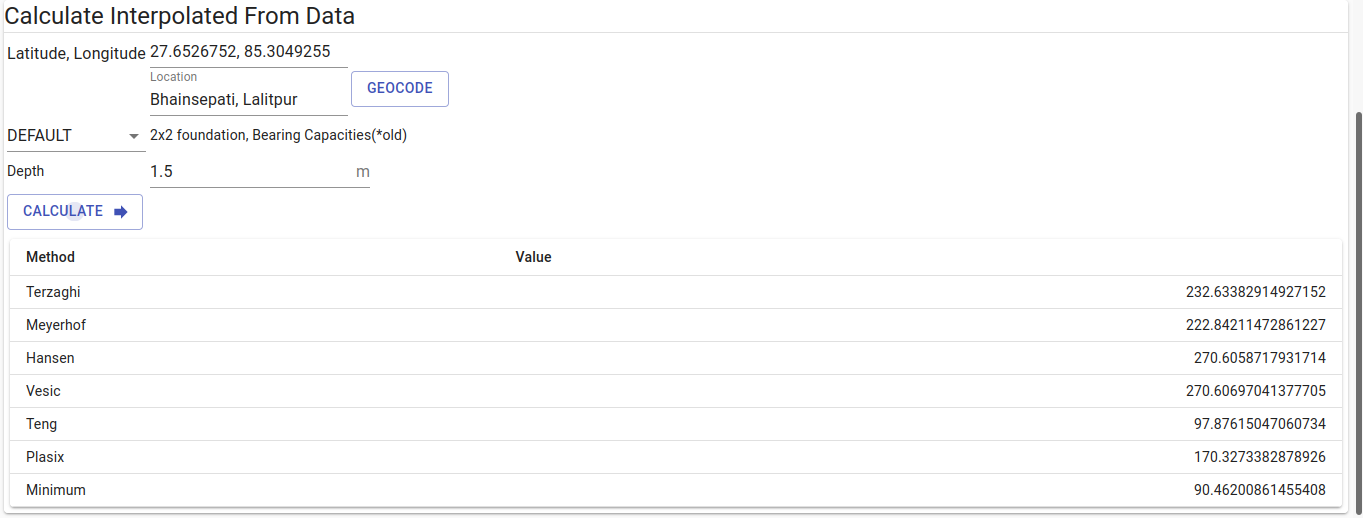 Calculate Interpolated From Data
Latitude, Longitude 27.6526752, 85.3049255
Location
Bhainsepati, Lalitpur GEOCODE
DEFAULT 2x2 foundation, Bearing Capacities(*old)
Depth 1.5 m
CALCULATE
Method Value
Terzaghi 232.63382914927152
Meyerhof 222.84211472861227
Hansen 270.6058717931714
Vesic 270.60697041377705
Teng 97.87615047060734
Plasix 170.3273382878926
Minimum 90.46200861455408